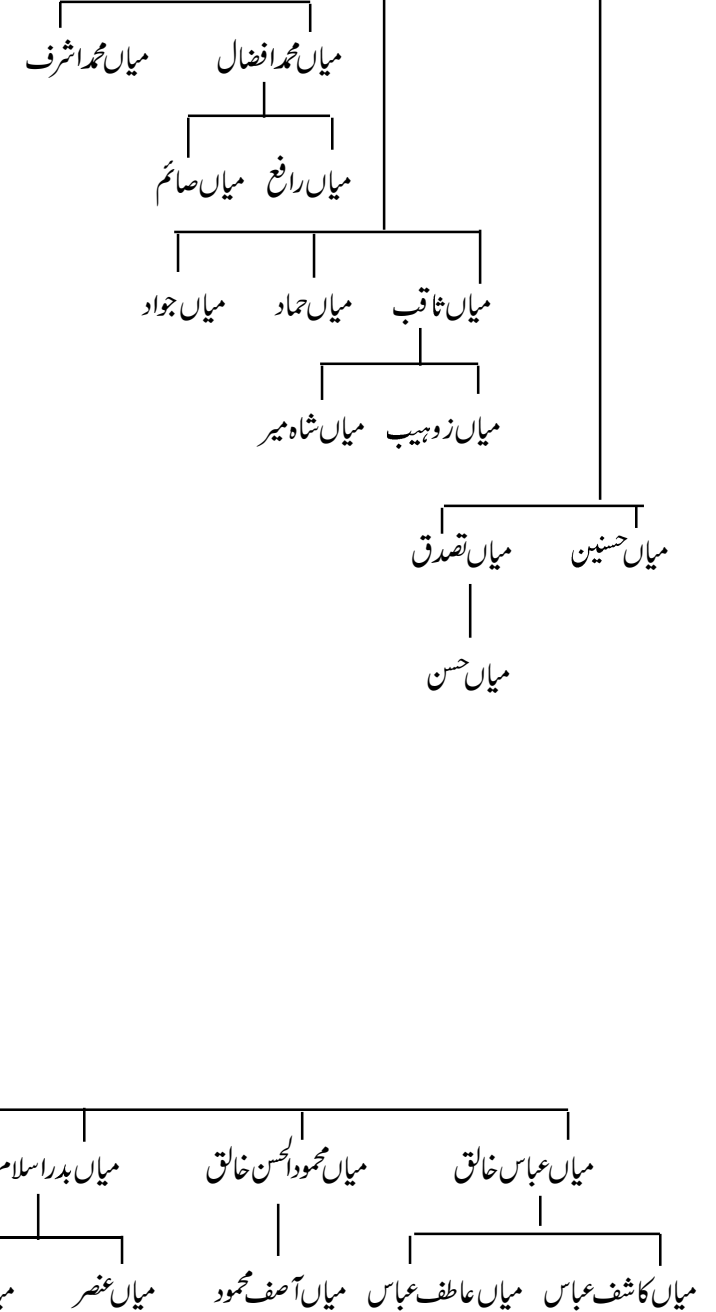 میاں محمد افضال میاں محمد اشرف
میاں رافع میاں صائم
میاں ثاقب میاں حماد میاں جواد
میاں زوہیب میاں شاہ میر
میاں حسنین میاں تصدق
میاں حسن
میاں عباس خالق میاں محمود الحسن خالق میاں بدر اسلام
میاں کاشف عباس میاں عاطف عباس میاں آصف محمود میاں عنصر